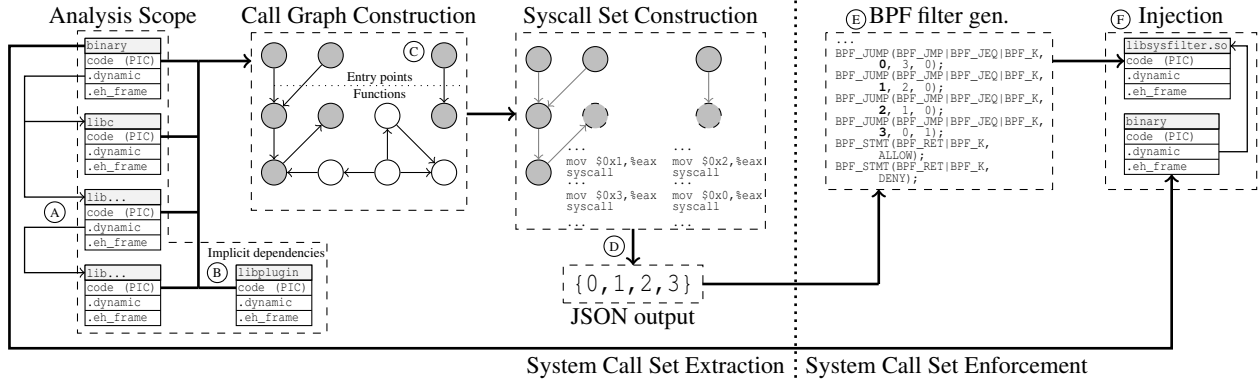 Analysis Scope
binary
code (PIC)
.dynamic
.eh_frame
libc
code (PIC)
.dynamic
.eh_frame
A
lib...
code (PIC)
.dynamic
.eh_frame
lib...
code (PIC)
.dynamic
.eh_frame
Implicit dependencies
B
libplugin
code (PIC)
.dynamic
.eh_frame
Call Graph Construction
C
Entry points
Functions
Syscall Set Construction
...
mov $0x1,%eax
syscall
...
mov $0x3,%eax
syscall
...
...
mov $0x2,%eax
syscall
...
mov $0x0,%eax
syscall
...
D
{0,1,2,3}
JSON output
System Call Set Extraction
E BPF filter gen.
...
BPF_JUMP(BPF_JMP|BPF_JEQ|BPF_K,
0, 3, 0);
BPF_JUMP(BPF_JMP|BPF_JEQ|BPF_K,
1, 2, 0);
BPF_JUMP(BPF_JMP|BPF_JEQ|BPF_K,
2, 1, 0);
BPF_JUMP(BPF_JMP|BPF_JEQ|BPF_K,
3, 0, 1);
BPF_STMT(BPF_RET|BPF_K,
ALLOW);
BPF_STMT(BPF_RET|BPF_K,
DENY);
F Injection
libsysfilter.so
code (PIC)
.dynamic
.eh_frame
binary
code (PIC)
.dynamic
.eh_frame
System Call Set Enforcement